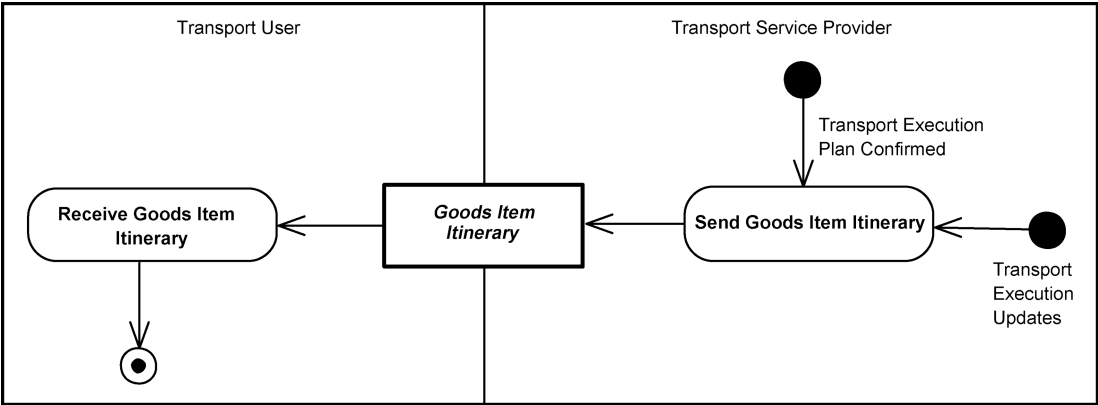 Transport User
Transport Service Provider
Transport Execution
Plan Confirmed
Receive Goods Item
Itinerary
Goods Item
Itinerary
Send Goods Item Itinerary
Transport
Execution
Updates